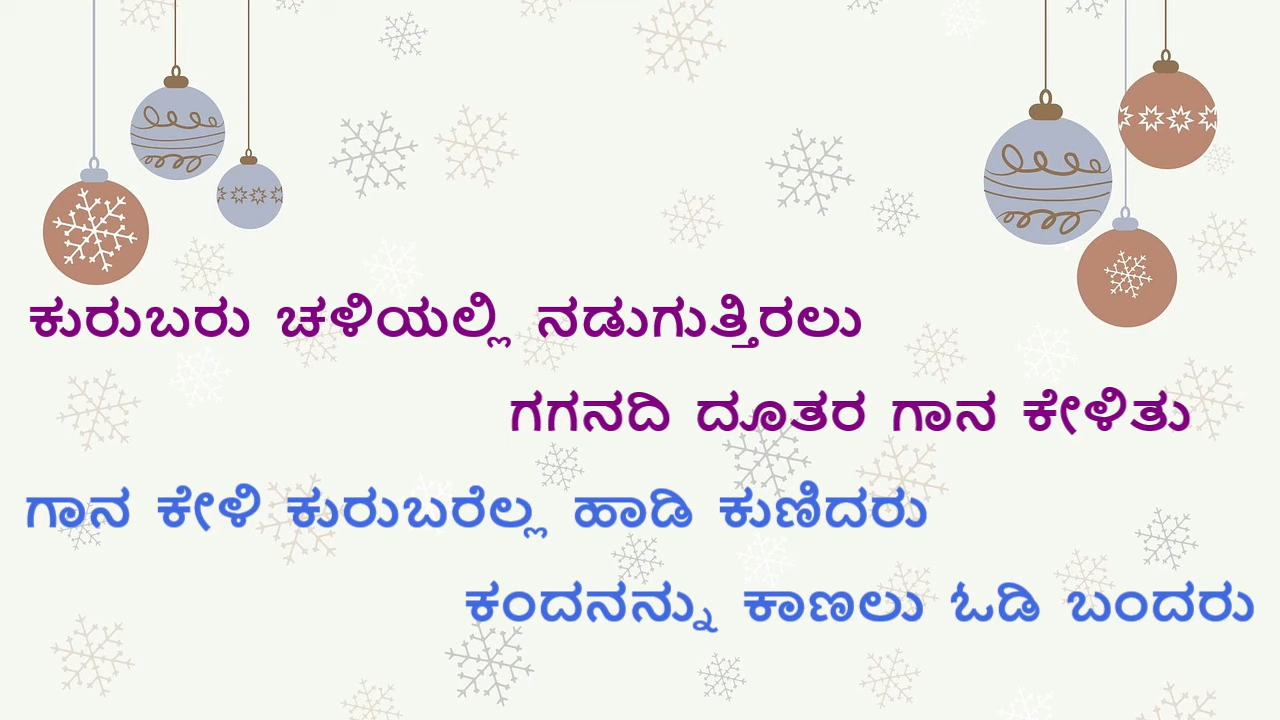 ಕುರುಬರು ಚಳಿಯಲ್ಲಿ ನಡುಗುತ್ತಿರಲು
ಗಗನದಿ ದೂತರ ಗಾನ ಕೇಳಿತು
ಗಾನ ಕೇಳಿ ಕುರುಬರೆಲ್ಲ ಹಾಡಿ ಕುಣಿದರು
ಕಂದನನ್ನು ಕಾಣಲು ಓಡಿ ಬಂದರು